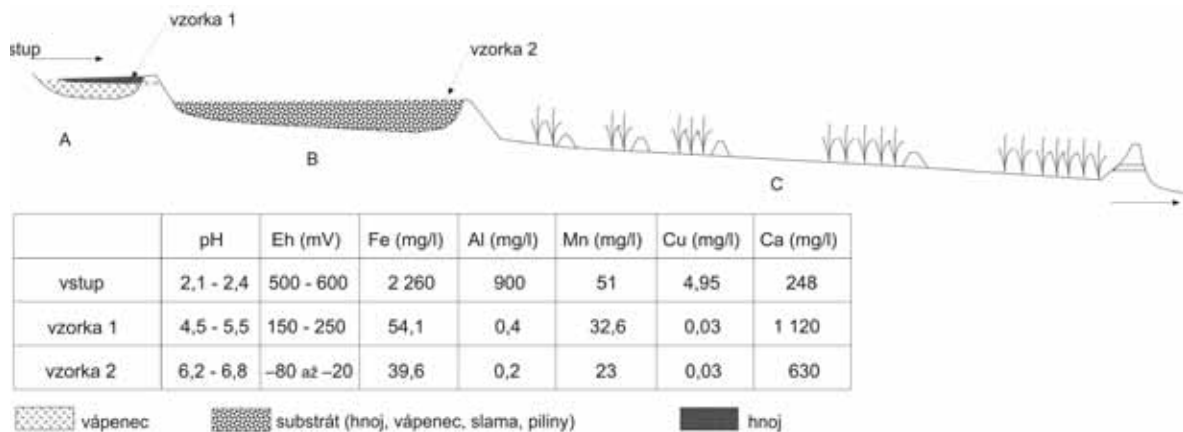 vzorka 1
vstup
vzorka 2
A
B
C
pH Eh (mV) Fe (mg/l) Al (mg/l) Mn (mg/l) Cu (mg/l) Ca (mg/l)
vstup 2,1 - 2,4 500 - 600 2 260 900 51 4,95 248
vzorka 1 4,5 - 5,5 150 - 250 54,1 0,4 32,6 0,03 1 120
vzorka 2 6,2 - 6,8 –80 až –20 39,6 0,2 23 0,03 630
vápenec substrát (hnoj, vápenec, slama, piliny) hnoj